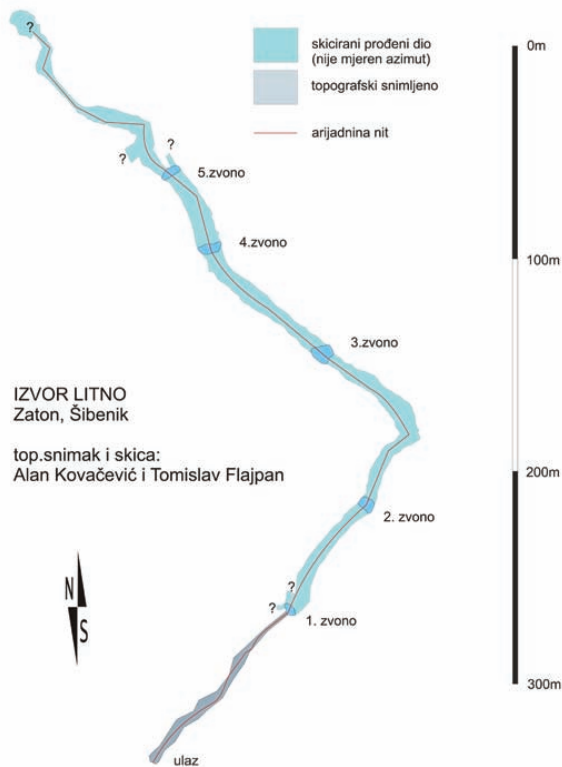 ?
skicirani prođeni dio
(nije mjeren azimut)
topografski snimljeno
arijadnina nit
0m
?
?
5.zvono
4.zvono
100m
3.zvono
IZVOR LITNO
Zaton, Šibenik
top.snimak i skica:
Alan Kovačević i Tomislav Flajpan
200m
2. zvono
N
S
?
?
1. zvono
300m
ulaz